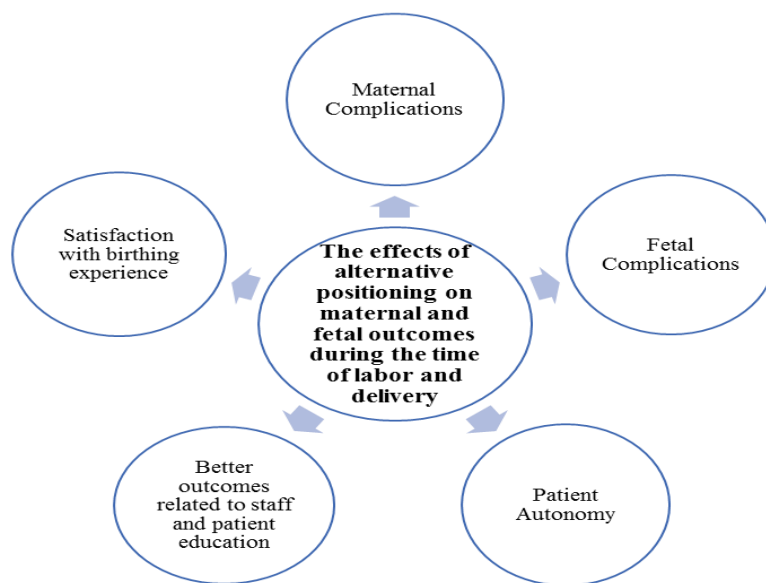 Maternal
Complications
Satisfaction
with birthing
experience
Fetal
Complications
The effects of
alternative
positioning on
maternal and
fetal outcomes
during the time
of labor and
delivery
Better
outcomes
related to staff
and patient
education
Patient
Autonomy